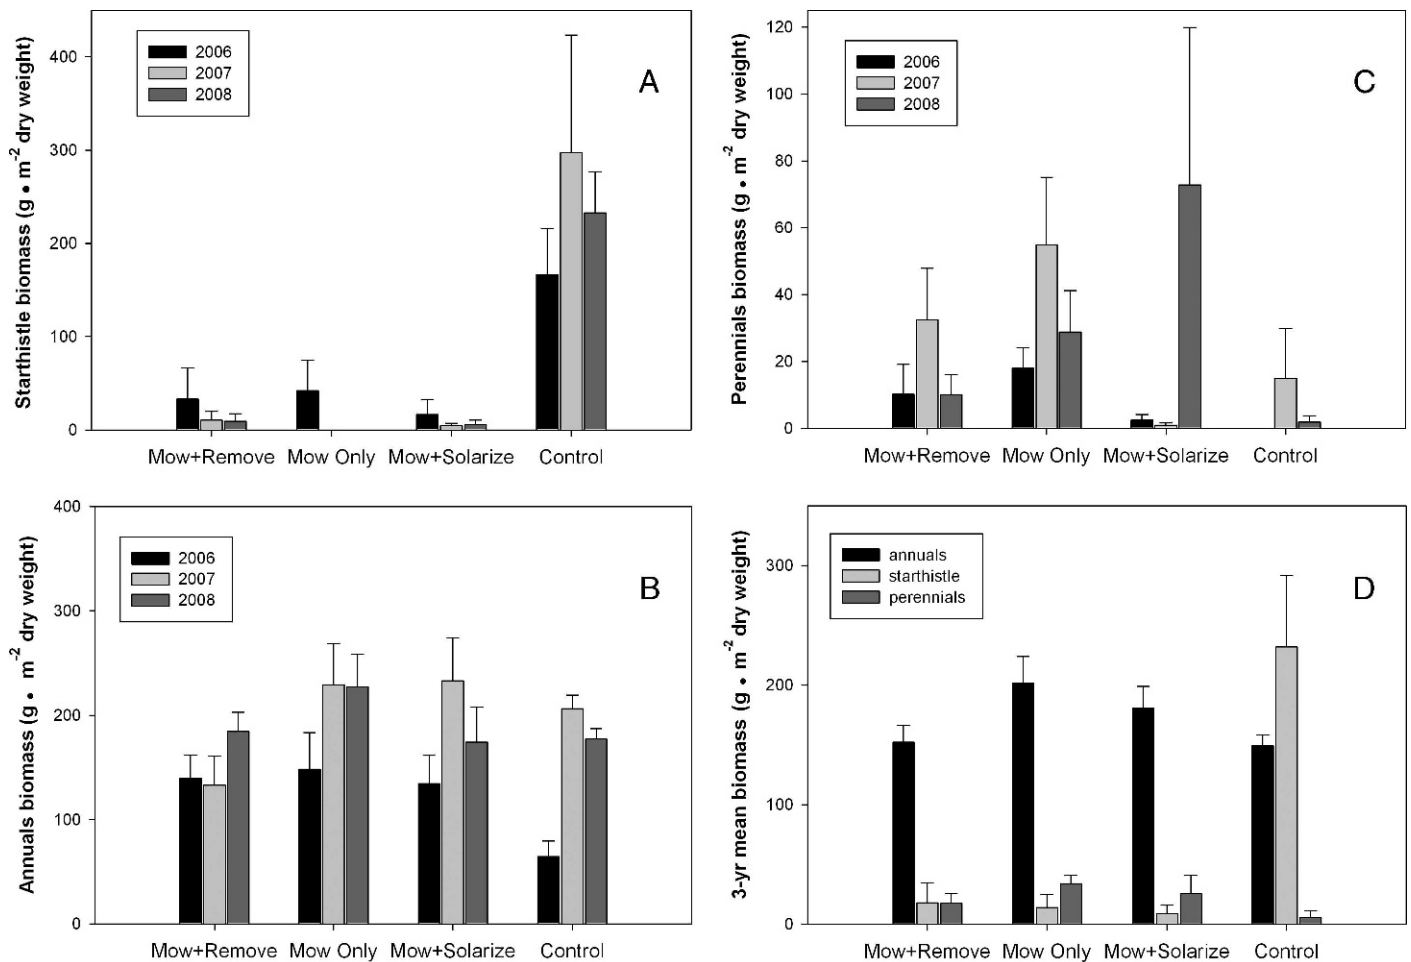 Starthistle biomass (g • m-2 dry weight)
400
300
200
100
0
2006
2007
2008
A
Mow+Remove Mow Only Mow+Solarize Control
Perennials biomass (g • m-2 dry weight)
120
100
80
60
40
20
0
2006
2007
2008
C
Mow+Remove Mow Only Mow+Solarize Control
Annuals biomass (g • m-2 dry weight)
400
300
200
100
0
2006
2007
2008
B
Mow+Remove Mow Only Mow+Solarize Control
3-yr mean biomass (g • m-2 dry weight)
300
200
100
0
annuals
starthistle
perennials
D
Mow+Remove Mow Only Mow+Solarize Control